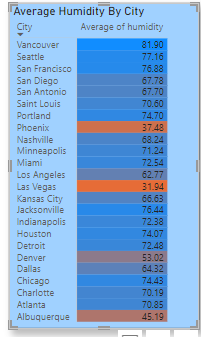 Average Humidity By City
City Average of humidity
Vancouver 81.90
Seattle 77.16
San Francisco 76.88
San Diego 67.78
San Antonio 67.70
Saint Louis 70.60
Portland 74.70
Phoenix 37.48
Nashville 68.24
Minneapolis 71.24
Miami 72.54
Los Angeles 62.77
Las Vegas 31.94
Kansas City 66.63
Jacksonville 76.44
Indianapolis 72.38
Houston 74.07
Detroit 72.48
Denver 53.02
Dallas 64.32
Chicago 74.43
Charlotte 70.19
Atlanta 70.85
Albuquerque 45.19